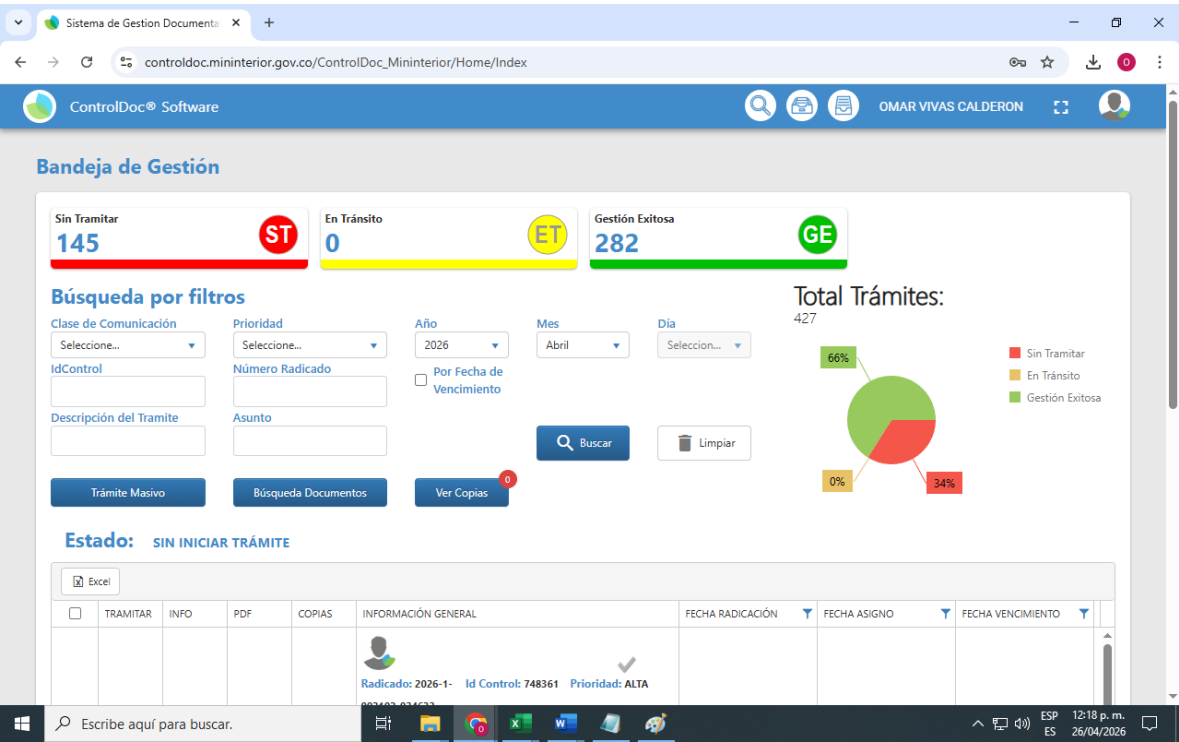 Sistema de Gestion Documenta
controldoc.mininterior.gov.co/ControlDoc_Mininterior/Home/Index
O
ControlDoc® Software
OMAR VIVAS CALDERON
Bandeja de Gestión
Sin Tramitar
145
ST
En Tránsito
0
ET
Gestión Exitosa
282
GE
Búsqueda por filtros
Total Trámites:
427
Clase de Comunicación Prioridad Año Mes Día
Seleccione... Seleccione... 2026 Abril Seleccion...
IdControl Número Radicado Por Fecha de
Vencimiento
Descripción del Tramite Asunto
Buscar Limpiar
66%
0%
34%
Sin Tramitar
En Tránsito
Gestión Exitosa
Trámite Masivo Búsqueda Documentos Ver Copias 0
Estado: SIN INICIAR TRÁMITE
Excel
TRAMITAR INFO PDF COPIAS INFORMACIÓN GENERAL FECHA RADICACIÓN FECHA ASIGNO FECHA VENCIMIENTO
Radicado: 2026-1- Id Control: 748361 Prioridad: ALTA
Escribe aquí para buscar.
ESP
ES
12:18 p. m.
26/04/2026